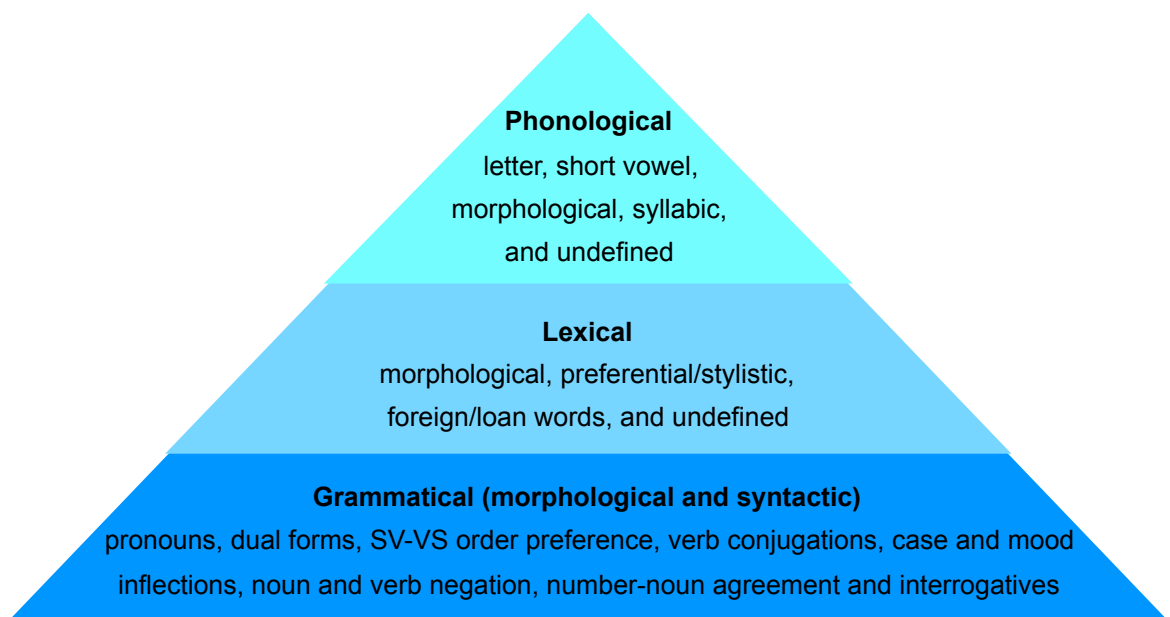 Phonological
letter, short vowel,
morphological, syllabic,
and undefined
Lexical
morphological, preferential/stylistic,
foreign/loan words, and undefined
Grammatical (morphological and syntactic)
pronouns, dual forms, SV-VS order preference, verb conjugations, case and mood
inflections, noun and verb negation, number-noun agreement and interrogatives